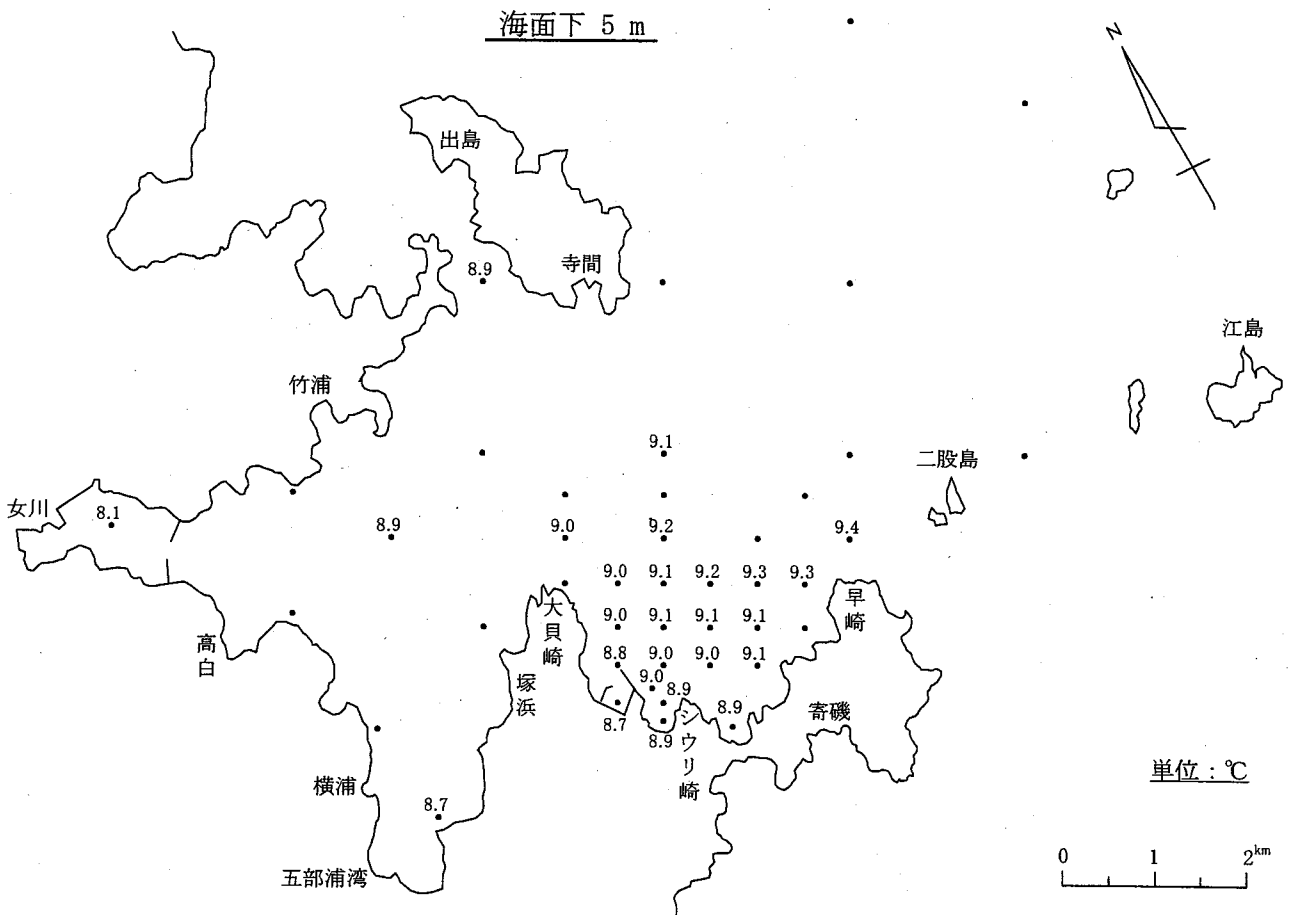 海面下 5 m
N
出島
寺間
8.9
江島
竹浦
9.1
二股島
女川
8.1
8.9
9.0
9.2
9.4
9.0
9.1
9.2
9.3
9.3
大貝崎
早崎
9.0
9.1
9.1
9.1
高白
8.8
9.0
9.0
9.1
塚浜
9.0
8.9
8.7
8.9
シウリ崎
8.9
寄磯
単位：℃
横浦
8.7
五部浦湾
0 1 2km